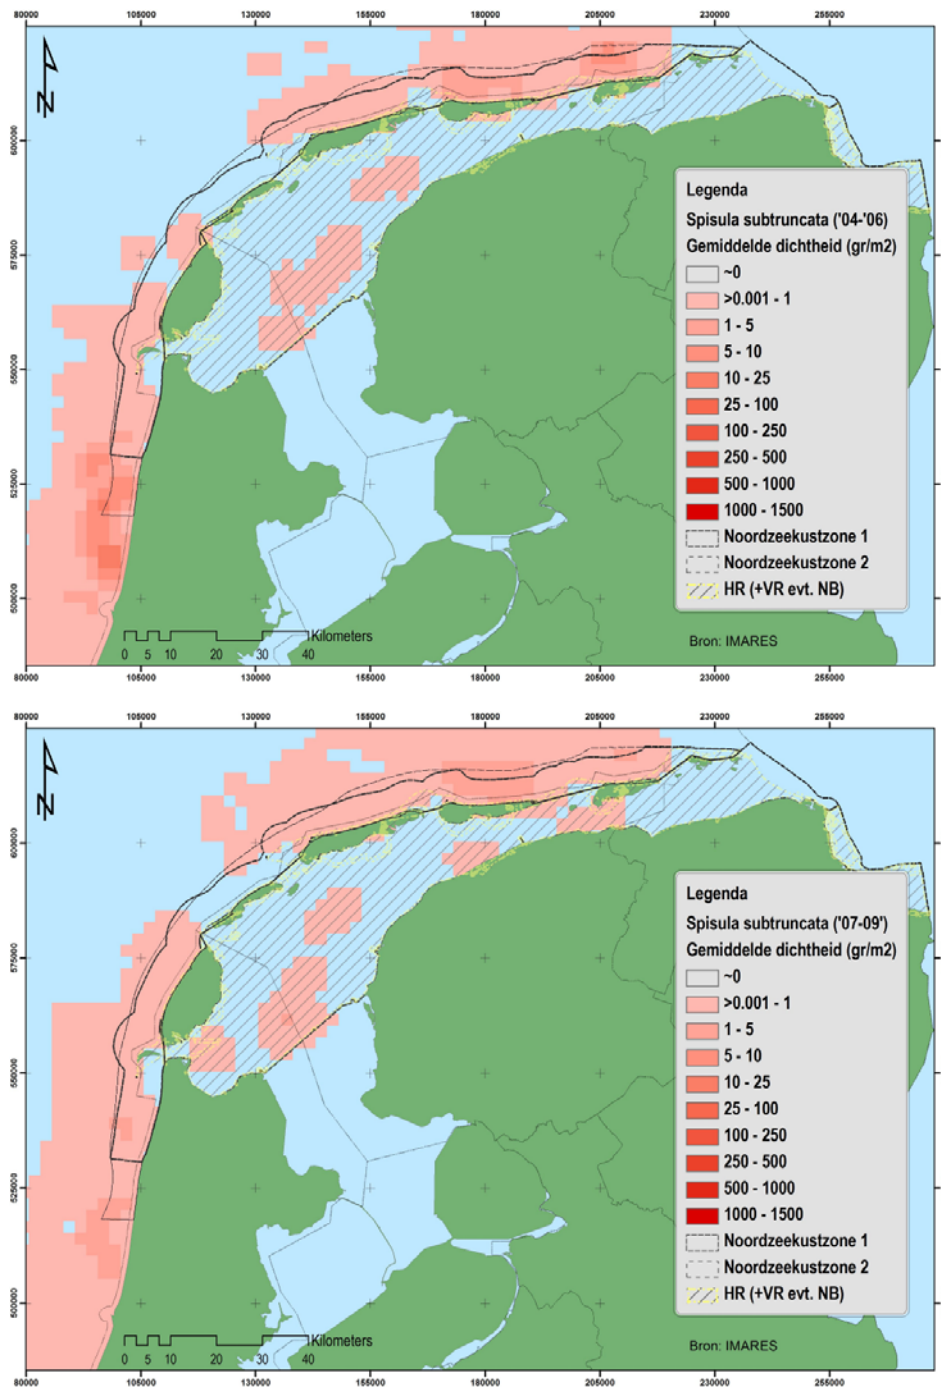 80000 105000 130000 155000 180000 205000 230000 255000
600000
575000
550000
525000
500000
N
Legenda
Spisula subtruncata ('04-'06)
Gemiddelde dichtheid (gr/m2)
~0
>0.001 - 1
1 - 5
5 - 10
10 - 25
25 - 100
100 - 250
250 - 500
500 - 1000
1000 - 1500
Noordzeekustzone 1
Noordzeekustzone 2
HR (+VR evt. NB)
Kilometers
0 5 10 20 30 40
Bron: IMARES
80000 105000 130000 155000 180000 205000 230000 255000
80000 105000 130000 155000 180000 205000 230000 255000
600000
575000
550000
525000
500000
N
Legenda
Spisula subtruncata ('07-09')
Gemiddelde dichtheid (gr/m2)
~0
>0.001 - 1
1 - 5
5 - 10
10 - 25
25 - 100
100 - 250
250 - 500
500 - 1000
1000 - 1500
Noordzeekustzone 1
Noordzeekustzone 2
HR (+VR evt. NB)
Kilometers
0 5 10 20 30 40
Bron: IMARES
80000 105000 130000 155000 180000 205000 230000 255000